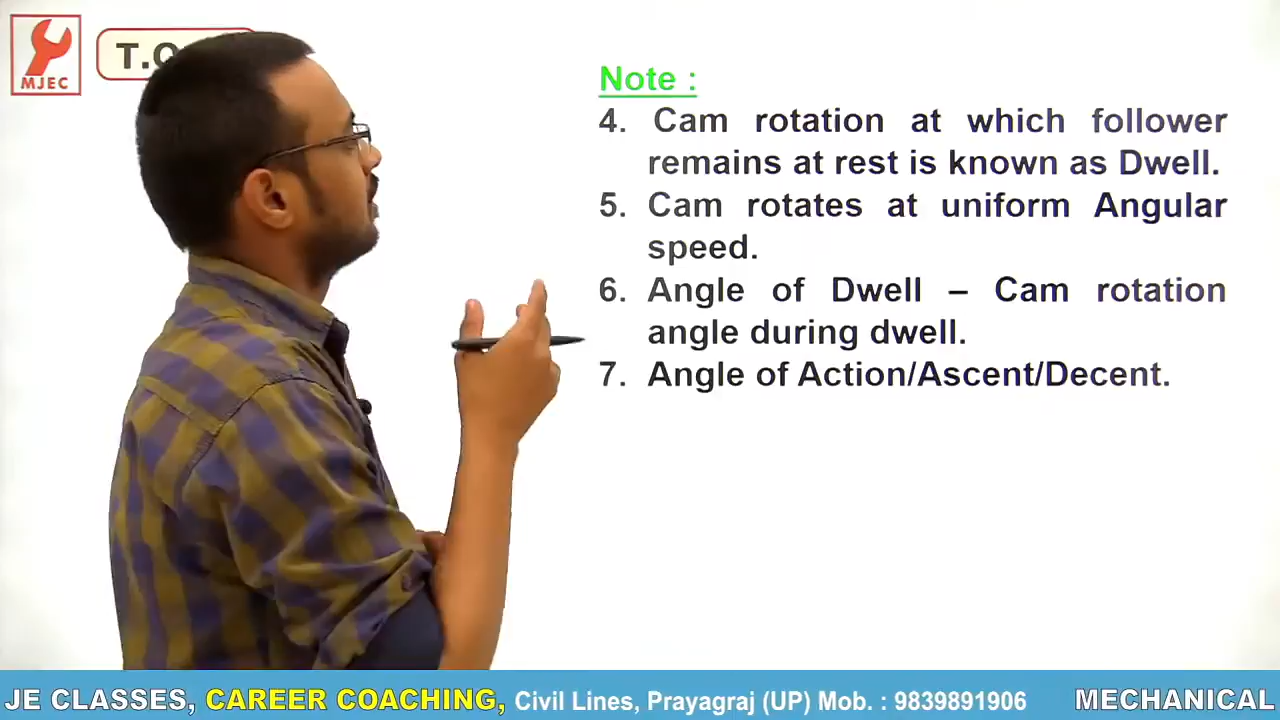 MJEC
Note :
4. Cam rotation at which follower
remains at rest is known as Dwell.
5. Cam rotates at uniform Angular
speed.
6. Angle of Dwell – Cam rotation
angle during dwell.
7. Angle of Action/Ascent/Decent.
JE CLASSES, CAREER COACHING, Civil Lines, Prayagraj (UP) Mob. : 9839891906 MECHANICAL